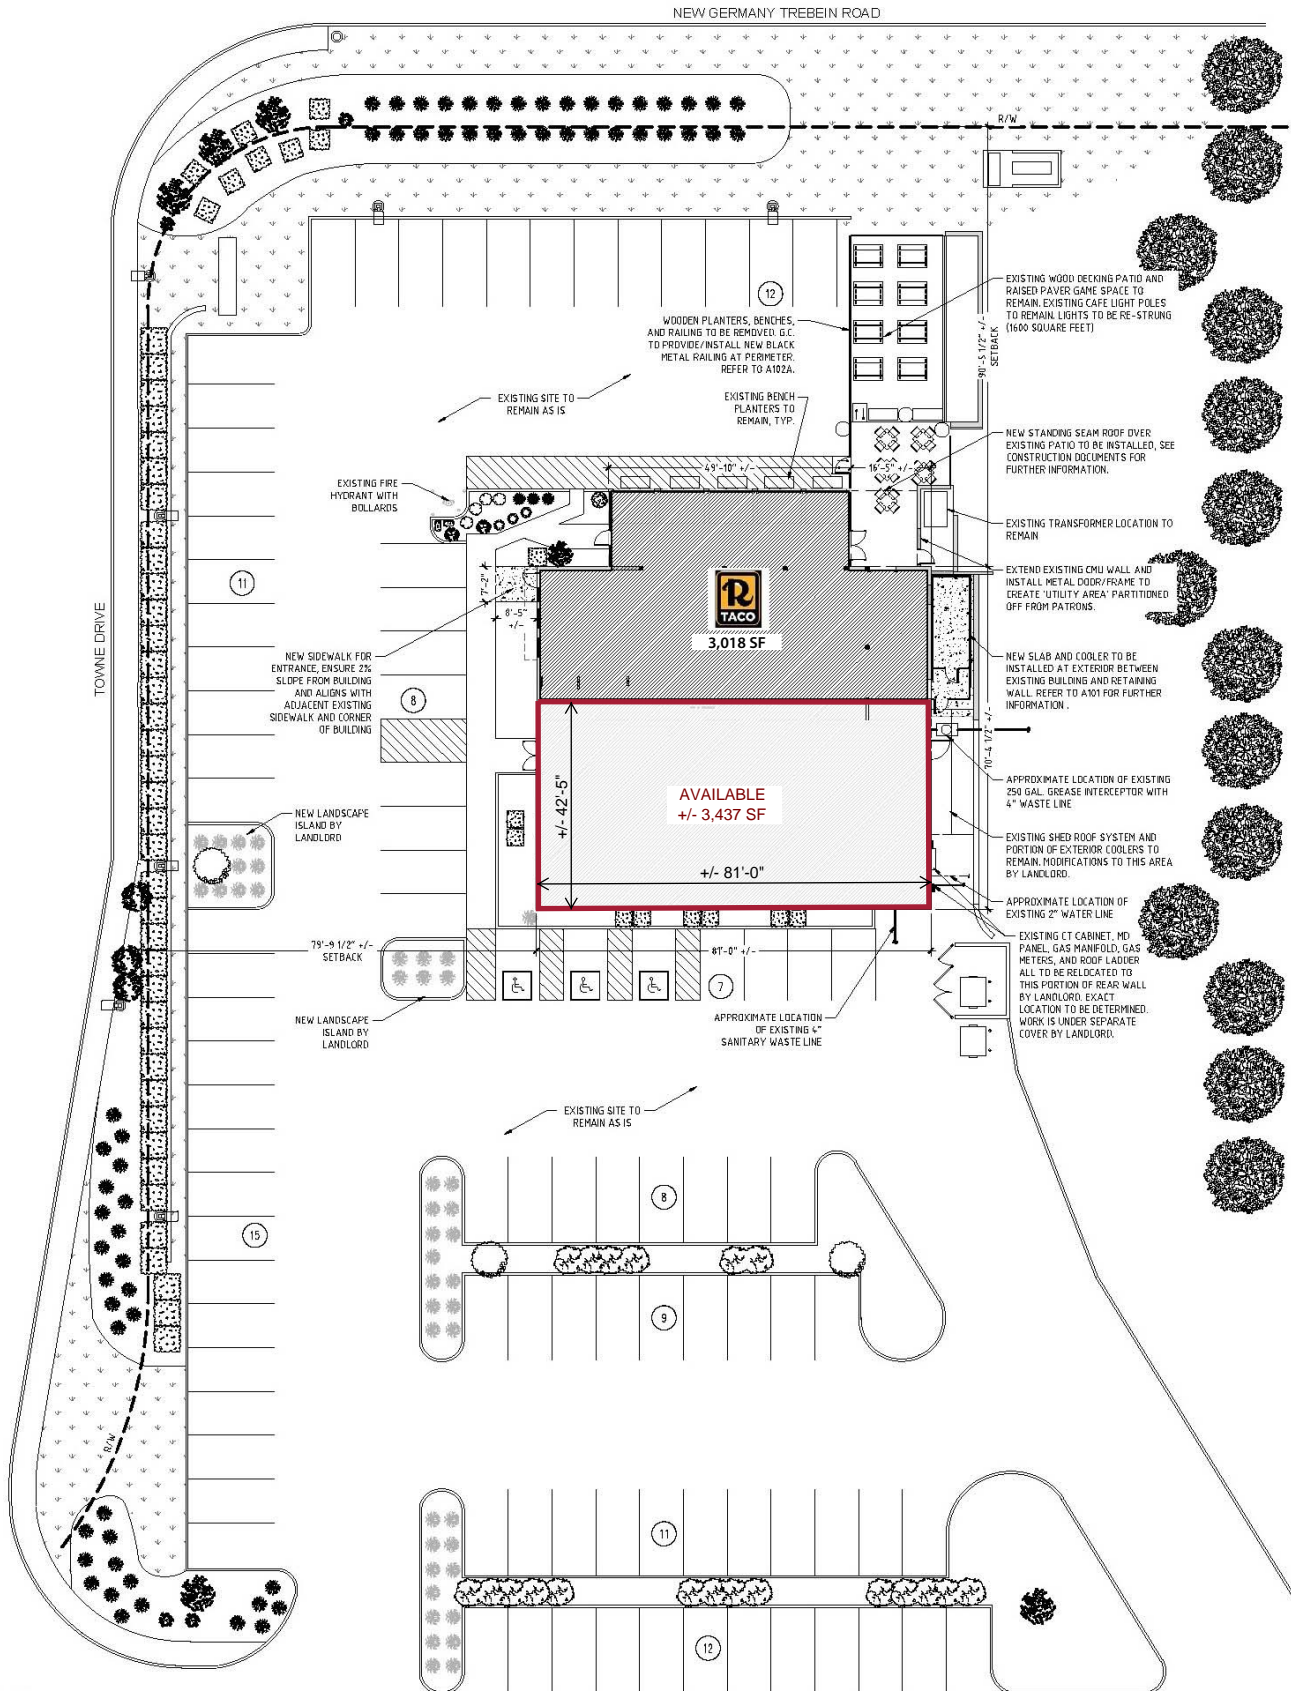 NEW GERMANY TREBEIN ROAD
R/W
12
WOODEN PLANTERS, BENCHES,
AND RAILING TO BE REMOVED. G.C.
TO PROVIDE/INSTALL NEW BLACK
METAL RAILING AT PERIMETER.
REFER TO A102A.
EXISTING WOOD DECKING PATIO AND
RAISED PAVER GAME SPACE TO
REMAIN. EXISTING CAFE LIGHT POLES
TO REMAIN. LIGHTS TO BE RE-STRUNG
(1600 SQUARE FEET)
90'-5 1/2" +/-
SETBACK
EXISTING SITE TO
REMAIN AS IS
EXISTING BENCH
PLANTERS TO
REMAIN, TYP.
NEW STANDING SEAM ROOF OVER
EXISTING PATIO TO BE INSTALLED, SEE
CONSTRUCTION DOCUMENTS FOR
FURTHER INFORMATION.
49'-10" +/-
16'-5" +/-
EXISTING FIRE
HYDRANT WITH
BOLLARDS
EXISTING TRANSFORMER LOCATION TO
REMAIN
EXTEND EXISTING CMU WALL AND
INSTALL METAL DOOR/FRAME TO
CREATE 'UTILITY AREA' PARTITIONED
OFF FROM PATRONS.
11
7'-2"
8'-5"
+/-
R
TACO
3,018 SF
TOWNE DRIVE
NEW SIDEWALK FOR
ENTRANCE, ENSURE 2%
SLOPE FROM BUILDING
AND ALIGNS WITH
ADJACENT EXISTING
SIDEWALK AND CORNER
OF BUILDING
8
NEW SLAB AND COOLER TO BE
INSTALLED AT EXTERIOR BETWEEN
EXISTING BUILDING AND RETAINING
WALL. REFER TO A101 FOR FURTHER
INFORMATION .
70'-4 1/2" +/-
+/- 42'-5"
AVAILABLE
+/- 3,437 SF
+/- 81'-0"
APPROXIMATE LOCATION OF EXISTING
250 GAL. GREASE INTERCEPTOR WITH
4" WASTE LINE
NEW LANDSCAPE
ISLAND BY
LANDLORD
EXISTING SHED ROOF SYSTEM AND
PORTION OF EXTERIOR COOLERS TO
REMAIN. MODIFICATIONS TO THIS AREA
BY LANDLORD.
APPROXIMATE LOCATION OF
EXISTING 2" WATER LINE
79'-9 1/2" +/-
SETBACK
81'-0" +/-
EXISTING CT CABINET, MD
PANEL, GAS MANIFOLD, GAS
METERS, AND ROOF LADDER
ALL TO BE RELOCATED TO
THIS PORTION OF REAR WALL
BY LANDLORD. EXACT
LOCATION TO BE DETERMINED.
WORK IS UNDER SEPARATE
COVER BY LANDLORD.
7
NEW LANDSCAPE
ISLAND BY
LANDLORD
APPROXIMATE LOCATION
OF EXISTING 4"
SANITARY WASTE LINE
EXISTING SITE TO
REMAIN AS IS
8
15
9
R/W
11
12